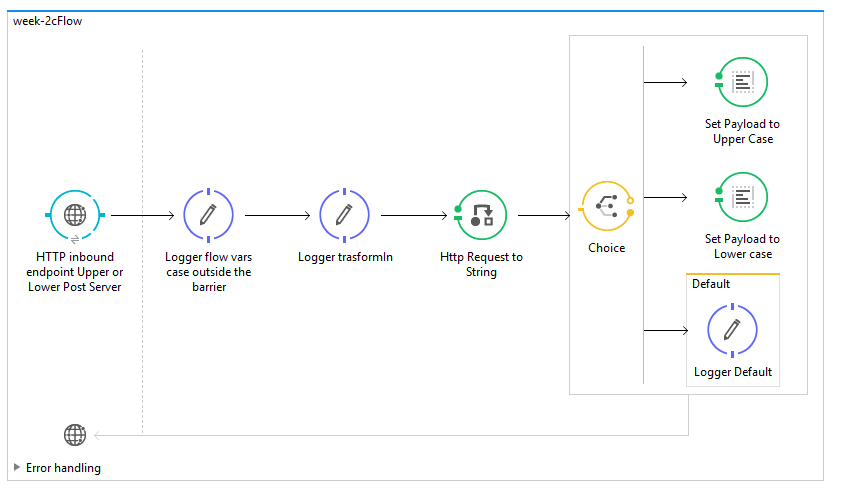 week-2cFlow
HTTP inbound
endpoint Upper or
Lower Post Server
Logger flow vars
case outside the
barrier
Logger trasformIn
Http Request to
String
Choice
Set Payload to
Upper Case
Set Payload to
Lower case
Default
Logger Default
Error handling